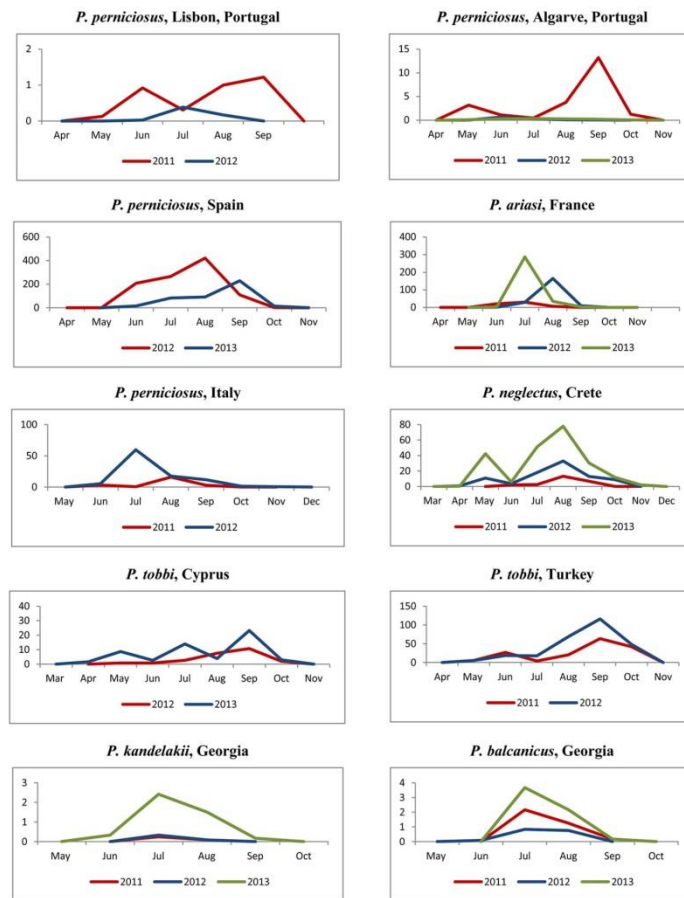 P. perniciosus, Lisbon, Portugal
2
1
0
Apr May Jun Jul Aug Sep
2011 2012
P. perniciosus, Algarve, Portugal
15
10
5
0
Apr May Jun Jul Aug Sep Oct Nov
2011 2012 2013
P. perniciosus, Spain
600
400
200
0
Apr May Jun Jul Aug Sep Oct Nov
2012 2013
P. ariasi, France
400
300
200
100
0
Apr May Jun Jul Aug Sep Oct Nov
2011 2012 2013
P. perniciosus, Italy
100
50
0
May Jun Jul Aug Sep Oct Nov Dec
2011 2012
P. neglectus, Crete
80
60
40
20
0
Mar Apr May Jun Jul Aug Sep Oct Nov Dec
2011 2012 2013
P. tobbi, Cyprus
40
30
20
10
0
Mar Apr May Jun Jul Aug Sep Oct Nov
2012 2013
P. tobbi, Turkey
150
100
50
0
Apr May Jun Jul Aug Sep Oct Nov
2011 2012
P. kandelakii, Georgia
3
2
1
0
May Jun Jul Aug Sep Oct
2011 2012 2013
P. balcanicus, Georgia
4
3
2
1
0
May Jun Jul Aug Sep Oct
2011 2012 2013